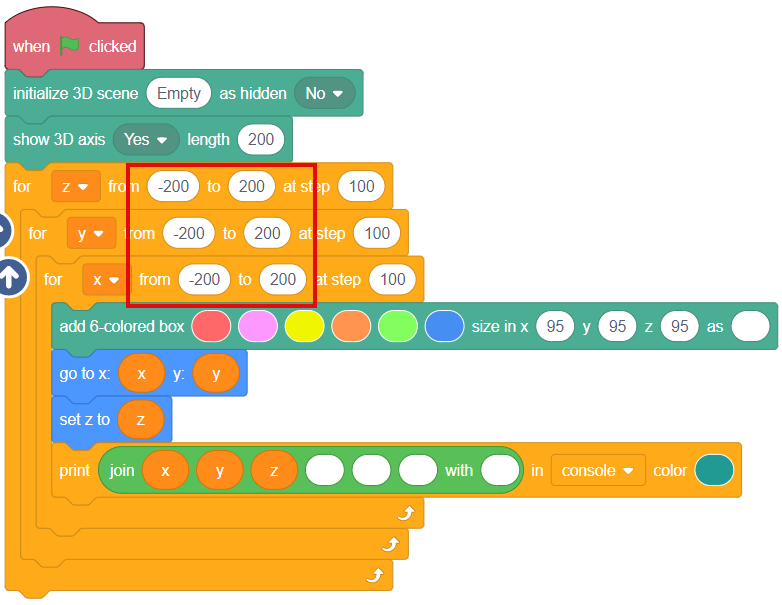 when clicked
initialize 3D scene Empty as hidden No
show 3D axis Yes length 200
for z from -200 to 200 at step 100
for y from -200 to 200 at step 100
for x from -200 to 200 at step 100
add 6-colored box size in x 95 y 95 z 95 as
go to x: x y: y
set z to z
print join x y z with in console color